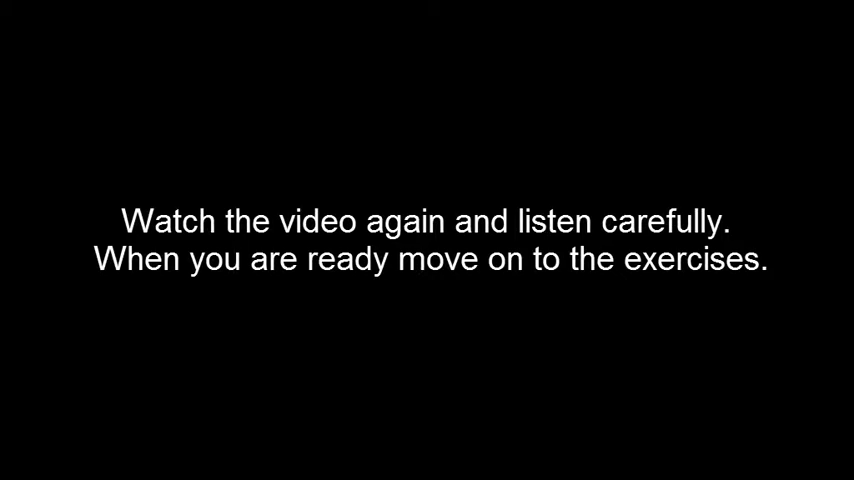 Watch the video again and listen carefully.
When you are ready move on to the exercises.